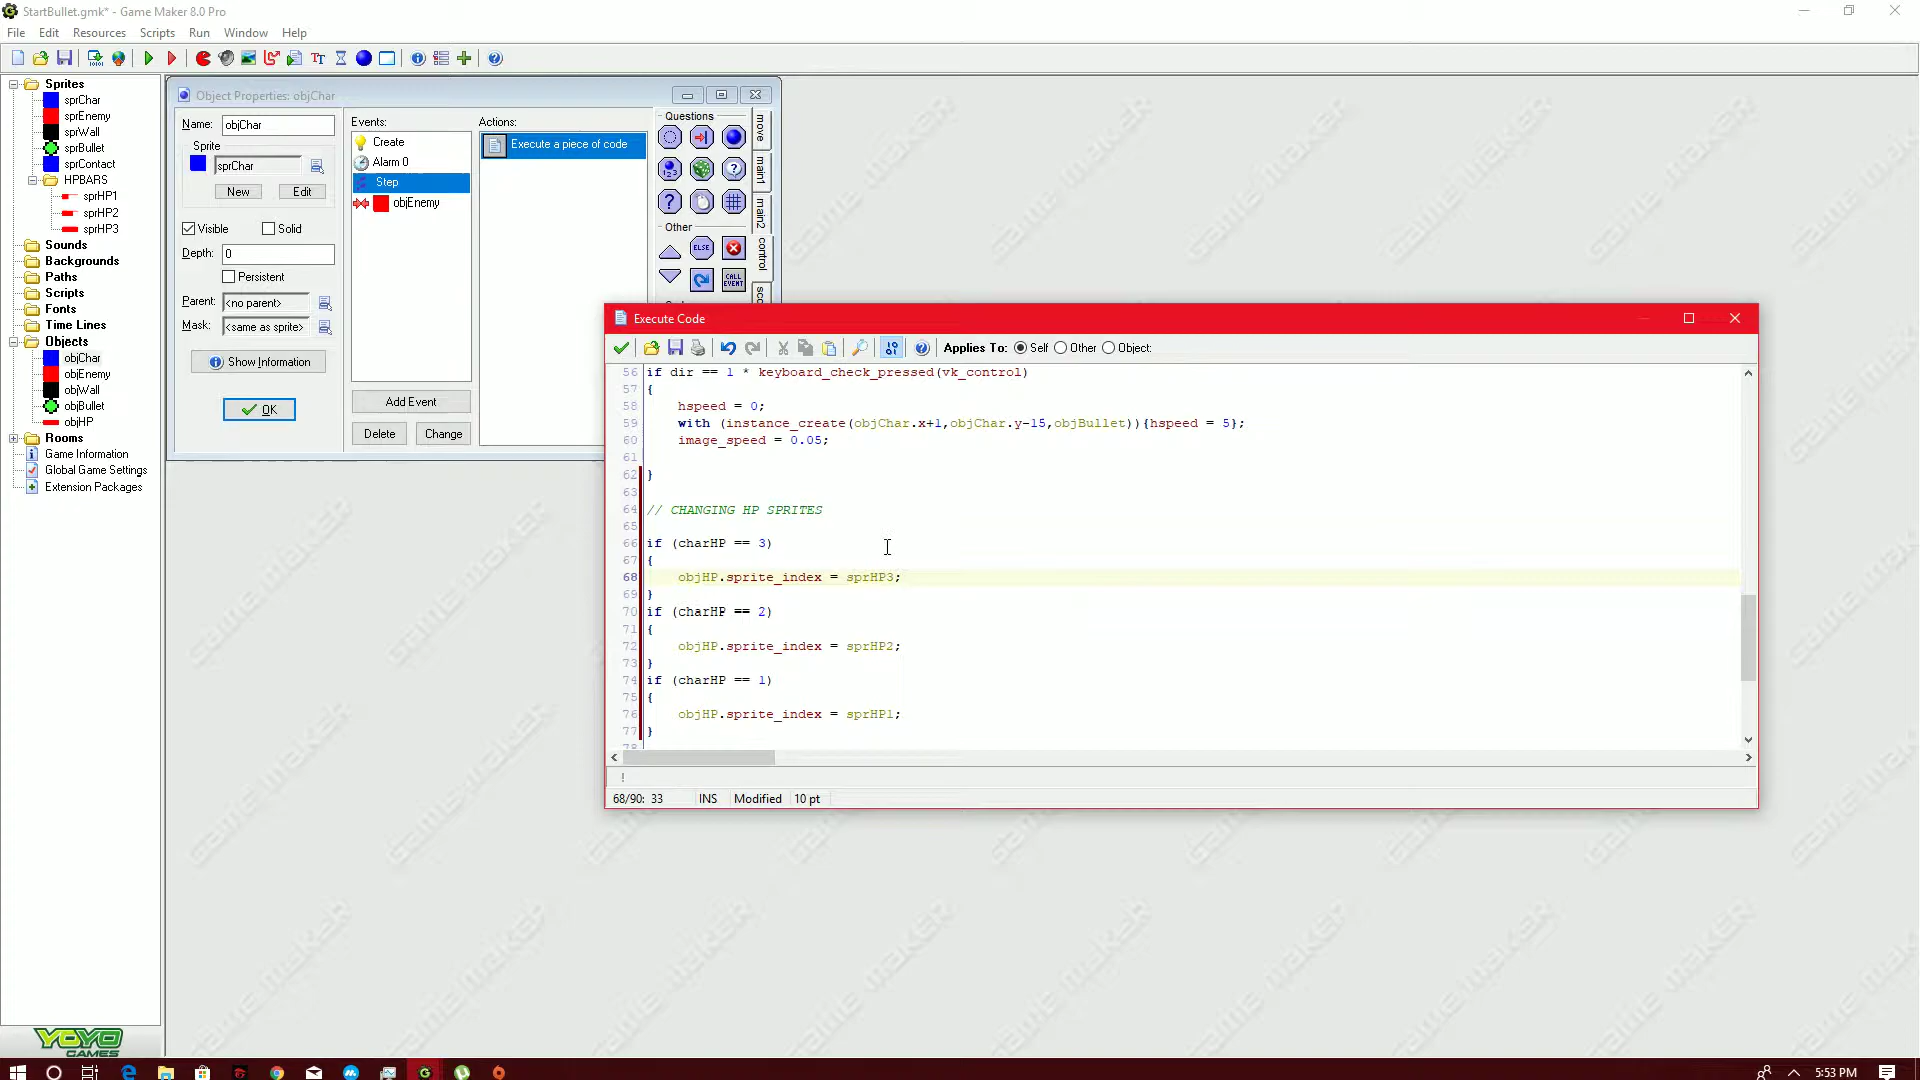 StartBullet.gmk* - Game Maker 8.0 Pro
File Edit Resources Scripts Run Window Help
Sprites
sprChar
sprEnemy
sprWall
sprBullet
sprContact
HPBARS
sprHP1
sprHP2
sprHP3
Sounds
Backgrounds
Paths
Scripts
Fonts
Time Lines
Objects
objChar
objEnemy
objWall
objBullet
objHP
Rooms
Game Information
Global Game Settings
Extension Packages
YOYO
GAMES
Object Properties: objChar
Name: objChar
Sprite
sprChar
New Edit
Visible Solid
Depth: 0
Persistent
Parent: <no parent>
Mask: <same as sprite>
Show Information
OK
Events:
Create
Alarm 0
Step
objEnemy
Add Event
Delete Change
Actions:
Execute a piece of code
Questions
Other
ELSE
CALL
EVENT
move
main1
main2
control
Execute Code
Applies To: Self Other Object:
56 if dir == 1 * keyboard_check_pressed(vk_control)
57 {
58 hspeed = 0;
59 with (instance_create(objChar.x+1,objChar.y-15,objBullet)){hspeed = 5};
60 image_speed = 0.05;
61
62 }
63
64 // CHANGING HP SPRITES
65
66 if (charHP == 3)
67 {
68 objHP.sprite_index = sprHP3;
69 }
70 if (charHP == 2)
71 {
72 objHP.sprite_index = sprHP2;
73 }
74 if (charHP == 1)
75 {
76 objHP.sprite_index = sprHP1;
77 }
78
!
68/90: 33 INS Modified 10 pt
5:53 PM